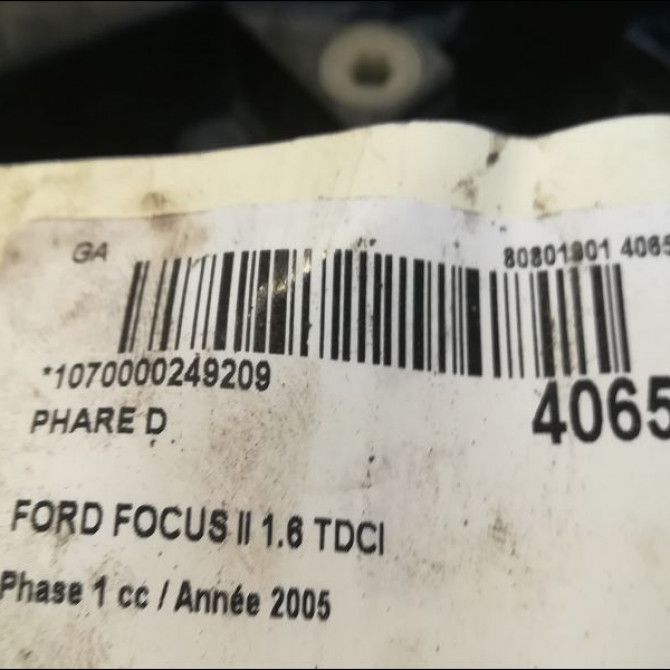 GA 80801901 4065
*1070000249209
4065
PHARE D
FORD FOCUS II 1.6 TDCI
Phase 1 cc / Année 2005